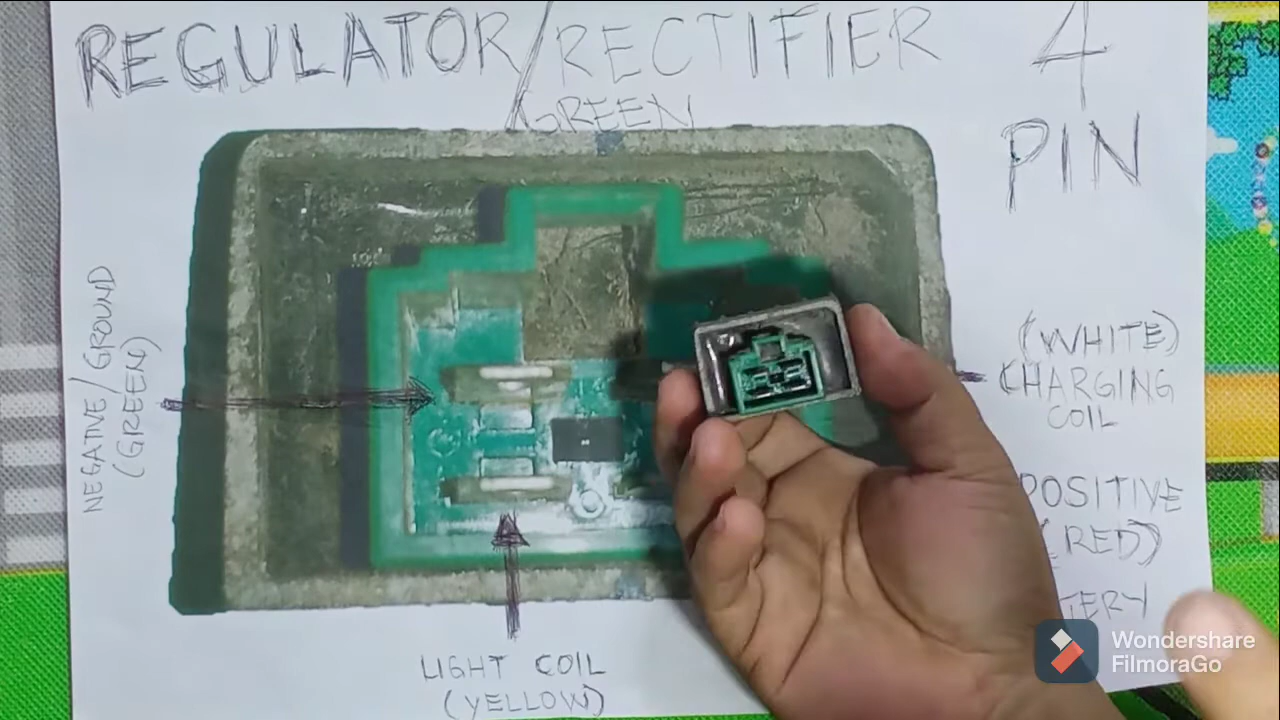 REGULATOR/RECTIFIER
4
PIN
GREEN
NEGATIVE/GROUND
(GREEN)
(WHITE)
CHARGING
COIL
POSITIVE
(RED)
LIGHT COIL
(YELLOW)
Wondershare
FilmoraGo